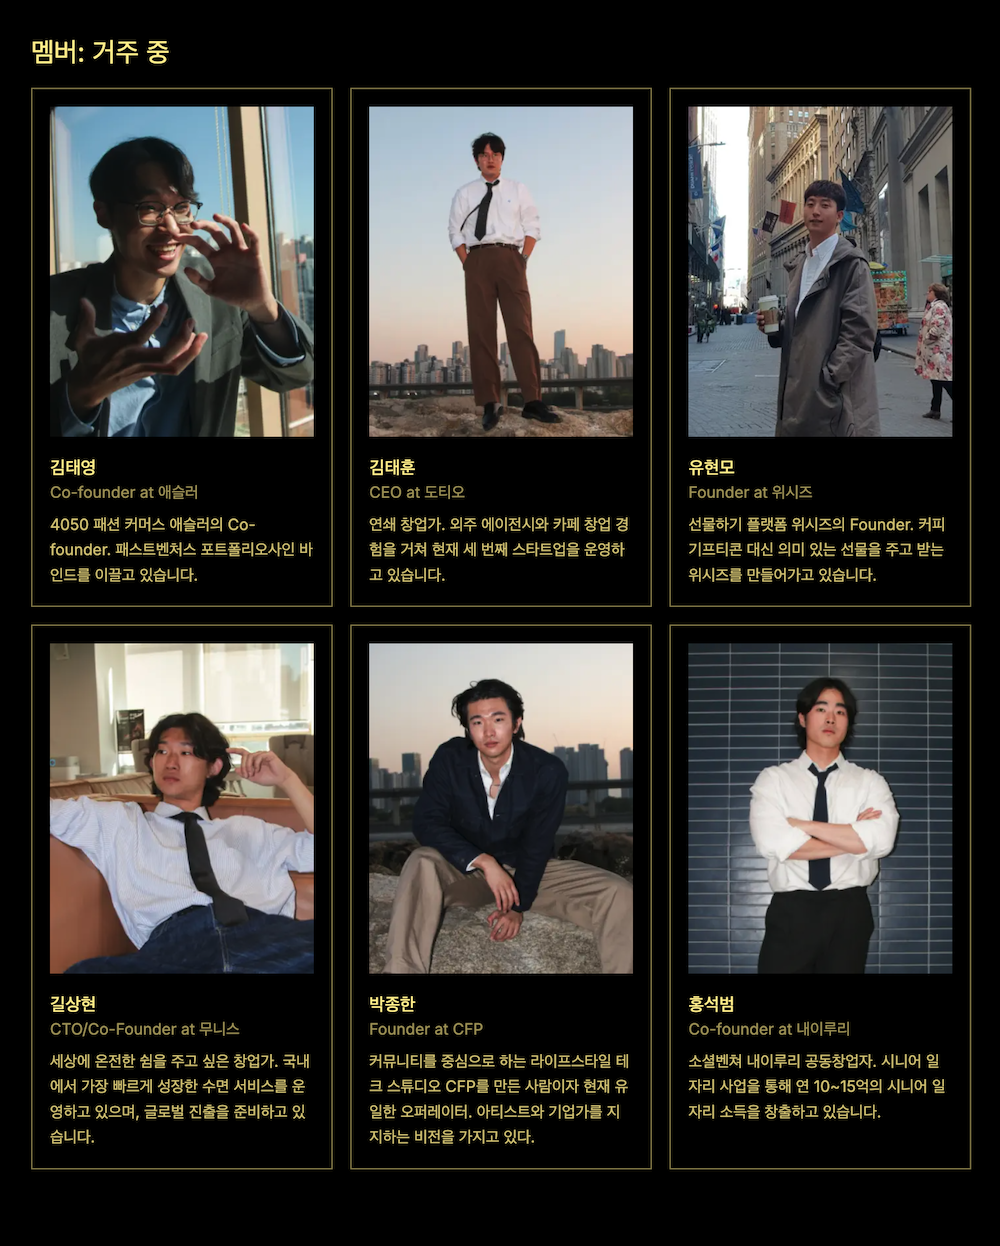 멤버: 거주 중
김태영
Co-founder at 애슬러
4050 패션 커머스 애슬러의 Co-
founder. 패스트벤처스 포트폴리오사인 바
인드를 이끌고 있습니다.
김태훈
CEO at 도티오
연쇄 창업가. 외주 에이전시와 카페 창업 경
험을 거쳐 현재 세 번째 스타트업을 운영하
고 있습니다.
유현모
Founder at 위시즈
선물하기 플랫폼 위시즈의 Founder. 커피
기프티콘 대신 의미 있는 선물을 주고 받는
위시즈를 만들어가고 있습니다.
길상현
CTO/Co-Founder at 무니스
세상에 온전한 쉼을 주고 싶은 창업가. 국내
에서 가장 빠르게 성장한 수면 서비스를 운
영하고 있으며, 글로벌 진출을 준비하고 있
습니다.
박종한
Founder at CFP
커뮤니티를 중심으로 하는 라이프스타일 테
크 스튜디오 CFP를 만든 사람이자 현재 유
일한 오퍼레이터. 아티스트와 기업가를 지
지하는 비전을 가지고 있다.
홍석범
Co-founder at 내이루리
소셜벤쳐 내이루리 공동창업자. 시니어 일
자리 사업을 통해 연 10~15억의 시니어 일
자리 소득을 창출하고 있습니다.